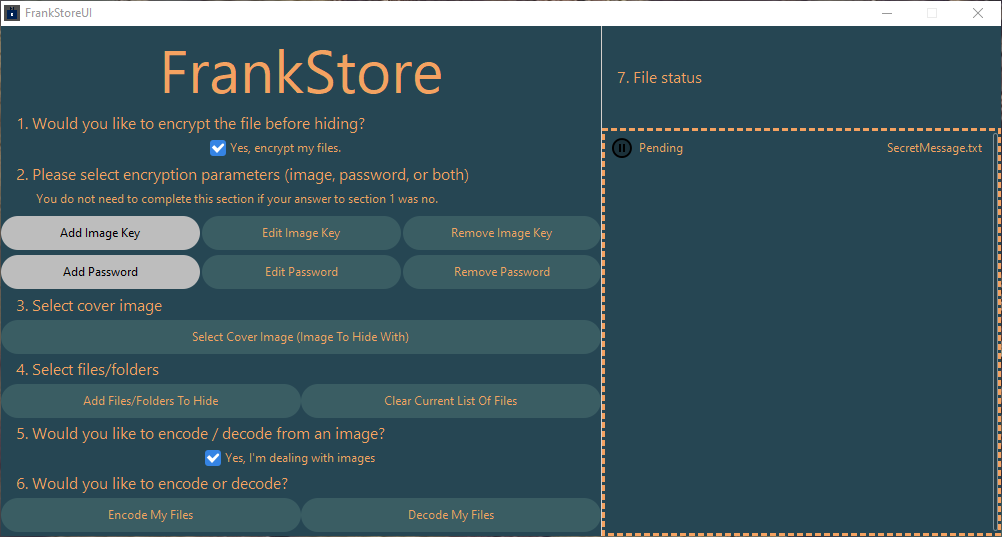 FrankStoreUI
FrankStore
1. Would you like to encrypt the file before hiding?
Yes, encrypt my files.
2. Please select encryption parameters (image, password, or both)
You do not need to complete this section if your answer to section 1 was no.
Add Image Key Edit Image Key Remove Image Key
Add Password Edit Password Remove Password
3. Select cover image
Select Cover Image (Image To Hide With)
4. Select files/folders
Add Files/Folders To Hide Clear Current List Of Files
5. Would you like to encode / decode from an image?
Yes, I'm dealing with images
6. Would you like to encode or decode?
Encode My Files Decode My Files
7. File status
Pending SecretMessage.txt